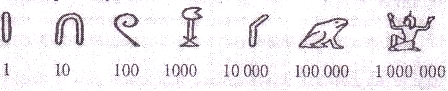 𓏺 𓎆 𓍢 𓆼 𓂭 𓆐 𓁨
1 10 100 1000 10 000 100 000 1 000 000